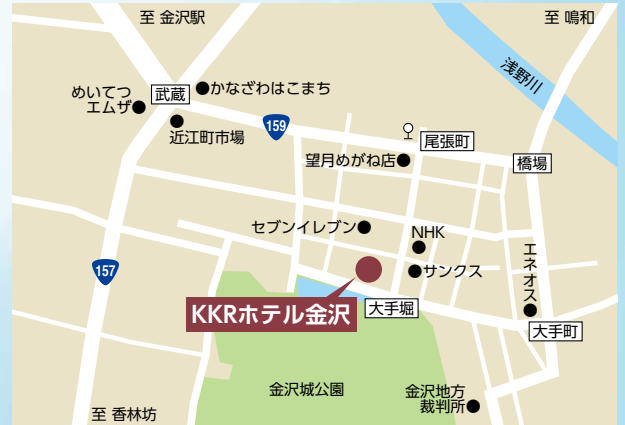 至 金沢駅
至 鳴和
浅野川
めいてつ
エムザ
武蔵
かなざわはこまち
近江町市場
159
尾張町
望月めがね店
橋場
セブンイレブン
NHK
サンクス
エネオス
157
KKRホテル金沢
大手堀
大手町
金沢城公園
金沢地方
裁判所
至 香林坊